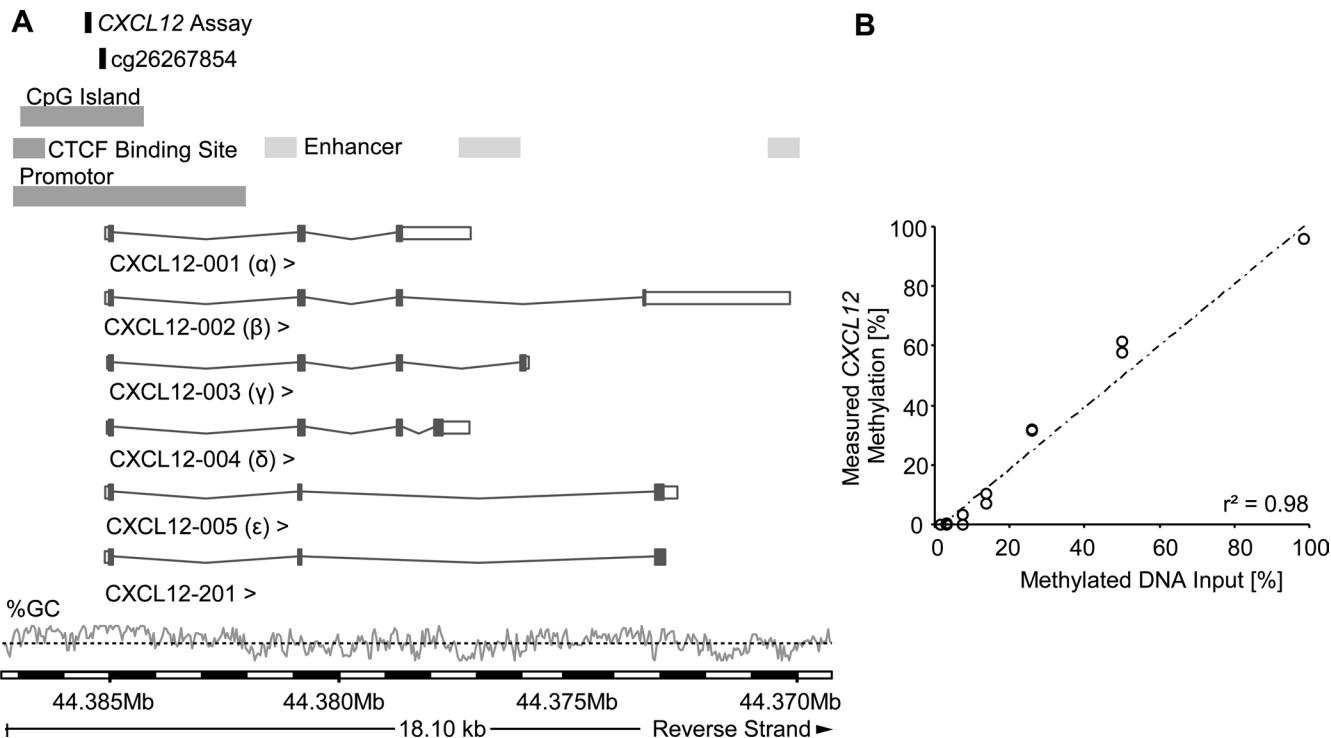 A
CXCL12 Assay
cg26267854
CpG Island
CTCF Binding Site
Enhancer
Promotor
CXCL12-001 (α) >
CXCL12-002 (β) >
CXCL12-003 (γ) >
CXCL12-004 (δ) >
CXCL12-005 (ε) >
CXCL12-201 >
%GC
44.385Mb 44.380Mb 44.375Mb 44.370Mb
18.10 kb Reverse Strand
B
Measured CXCL12
Methylation [%]
100
80
60
40
20
0
r² = 0.98
0 20 40 60 80 100
Methylated DNA Input [%]